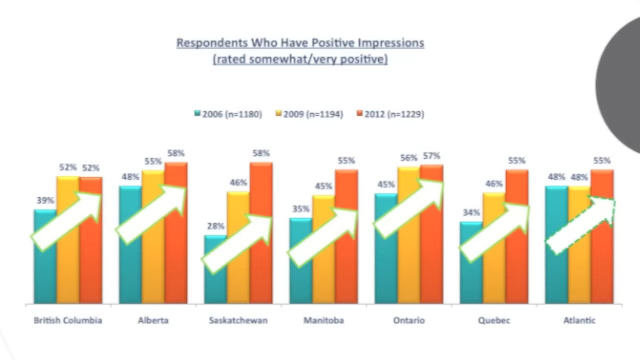 Respondents Who Have Positive Impressions
(rated somewhat/very positive)
2006 (n=1180) 2009 (n=1194) 2012 (n=1229)
39% 52% 52% 48% 55% 58% 28% 46% 58% 35% 45% 55% 45% 56% 57% 34% 46% 55% 48% 48% 55%
British Columbia Alberta Saskatchewan Manitoba Ontario Quebec Atlantic